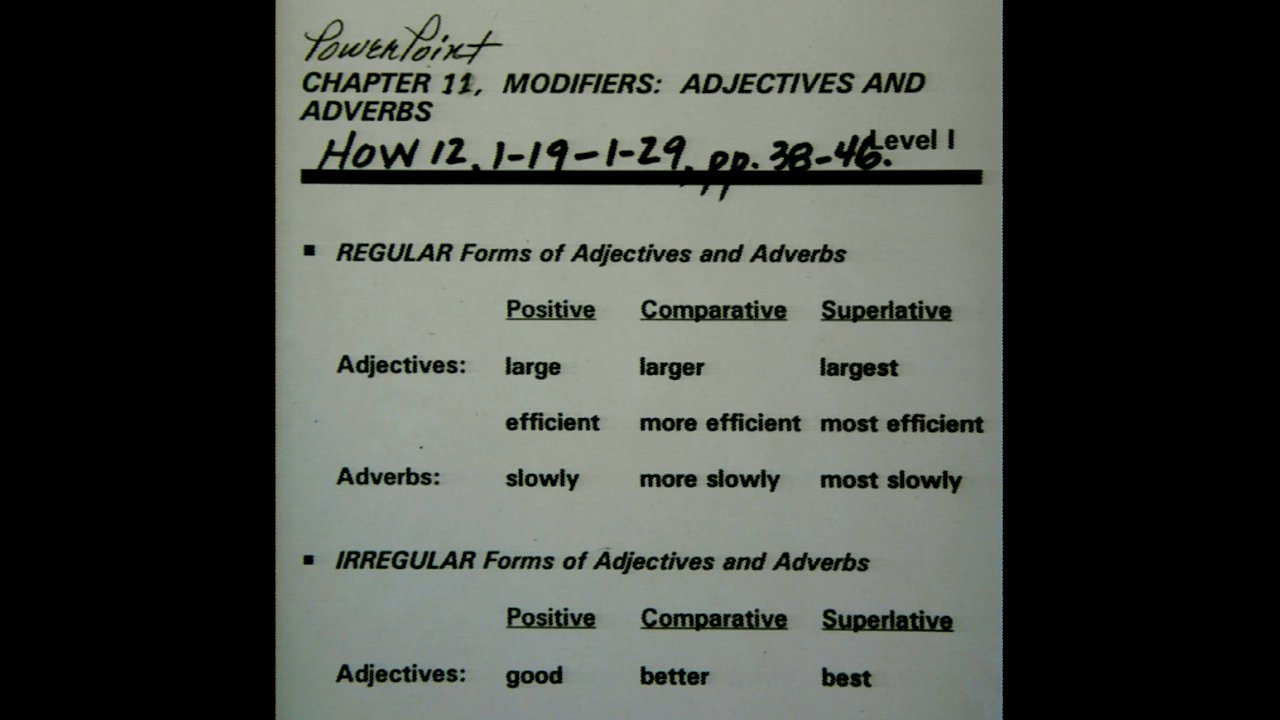 PowerPoint
CHAPTER 11, MODIFIERS: ADJECTIVES AND
ADVERBS
HOW 12, 1-19-1-29, pp. 38-46. Level I
▪ REGULAR Forms of Adjectives and Adverbs
Positive Comparative Superlative
Adjectives: large larger largest
efficient more efficient most efficient
Adverbs: slowly more slowly most slowly
▪ IRREGULAR Forms of Adjectives and Adverbs
Positive Comparative Superlative
Adjectives: good better best